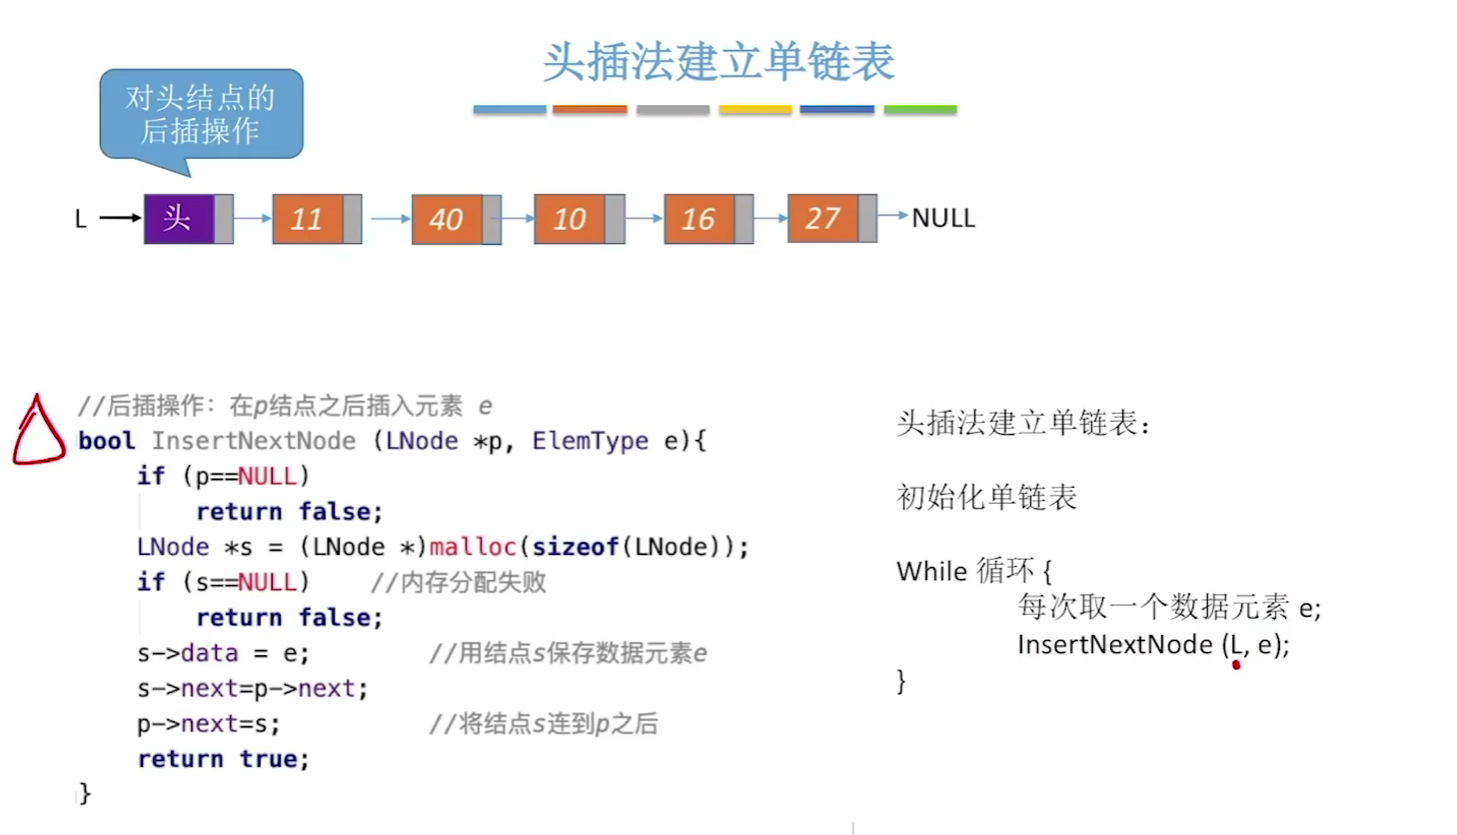 头插法建立单链表
对头结点的
后插操作
L 头 11 40 10 16 27 NULL
//后插操作：在p结点之后插入元素 e
bool InsertNextNode (LNode *p, ElemType e){
if (p==NULL)
return false;
LNode *s = (LNode *)malloc(sizeof(LNode));
if (s==NULL) //内存分配失败
return false;
s->data = e; //用结点s保存数据元素e
s->next=p->next;
p->next=s; //将结点s连到p之后
return true;
}
头插法建立单链表：
初始化单链表
While 循环 {
每次取一个数据元素 e;
InsertNextNode (L, e);
}